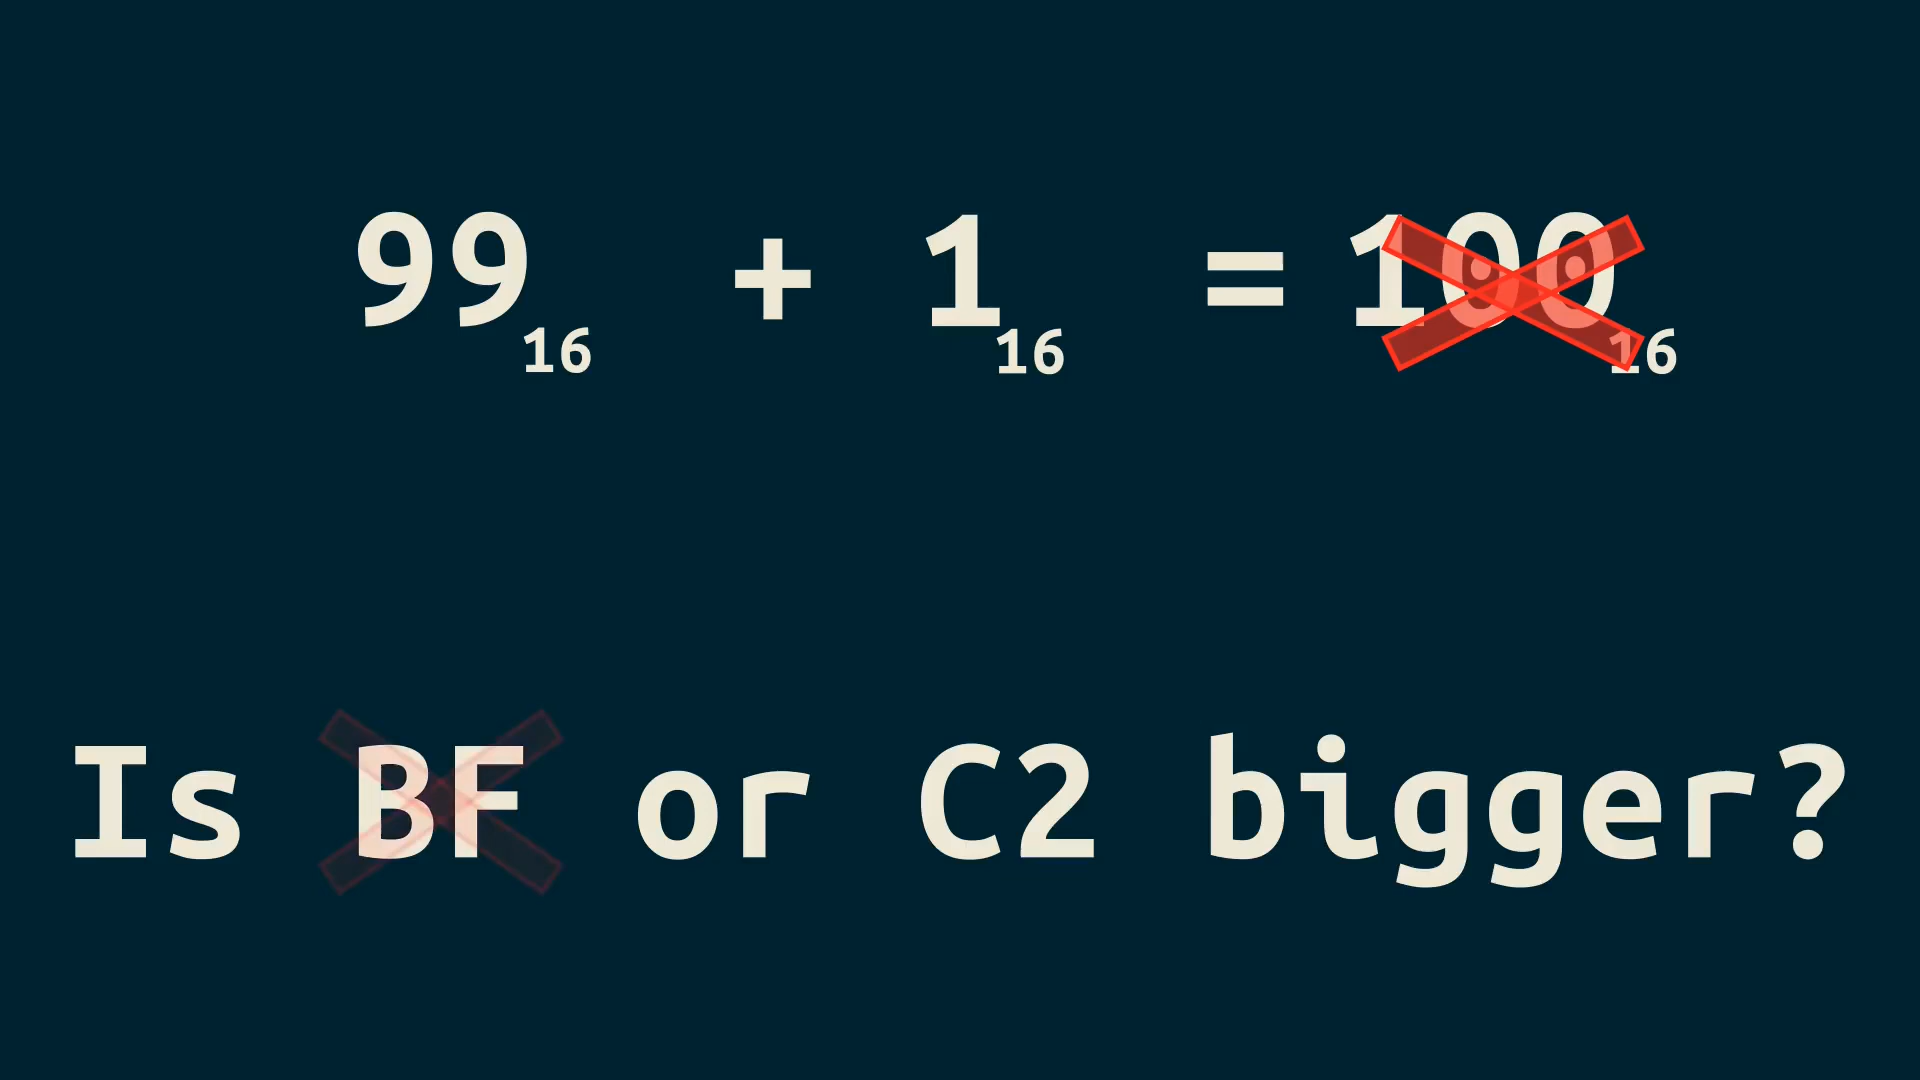 99₁₆ + 1₁₆ = 100₁₆
Is BF or C2 bigger?